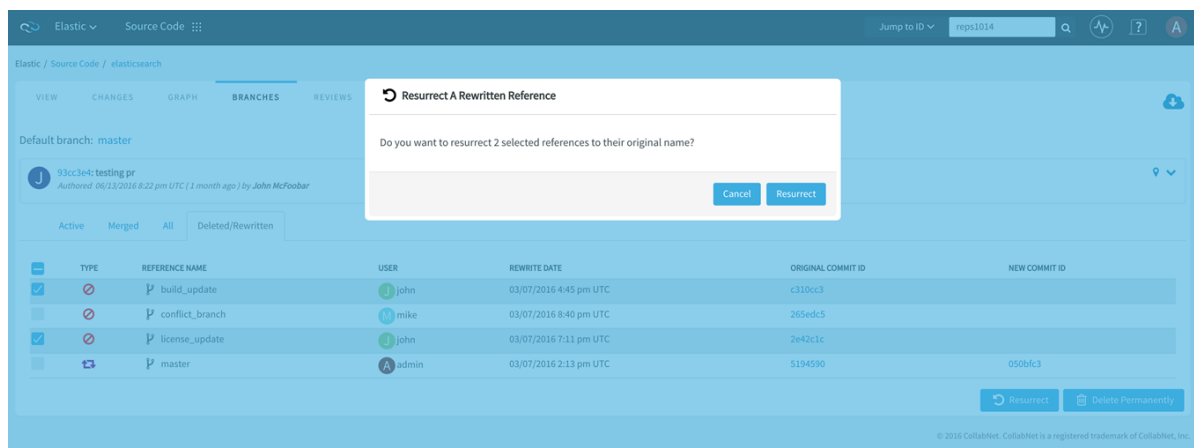 Elastic Source Code Jump to ID reps1014 ? A
Elastic / Source Code / elasticsearch
VIEW CHANGES GRAPH BRANCHES REVIEWS
Resurrect A Rewritten Reference
Default branch: master
Do you want to resurrect 2 selected references to their original name?
J 93cc3e4: testing pr
Authored 06/13/2016 8:22 pm UTC ( 1 month ago ) by John McFoobar
Cancel Resurrect
Active Merged All Deleted/Rewritten
TYPE REFERENCE NAME USER REWRITE DATE ORIGINAL COMMIT ID NEW COMMIT ID
build_update J john 03/07/2016 4:45 pm UTC c310cc3
conflict_branch M mike 03/07/2016 8:40 pm UTC 265edc5
license_update J john 03/07/2016 7:11 pm UTC 2e42c1c
master A admin 03/07/2016 2:13 pm UTC 5194590 050bfc3
Resurrect Delete Permanently
© 2016 CollabNet. CollabNet is a registered trademark of CollabNet, Inc.